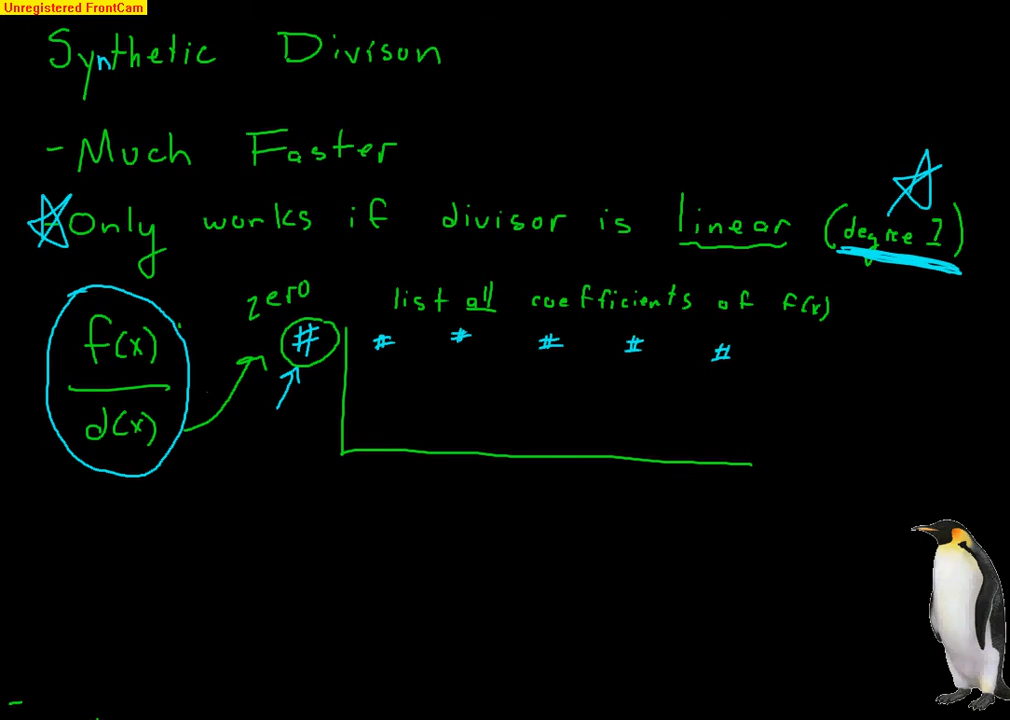 Unregistered FrontCam
Synthetic Divison
- Much Faster
Only works if divisor is linear (degree 1)
zero list all coefficients of f(x)
f(x)
# # # # # #
d(x)